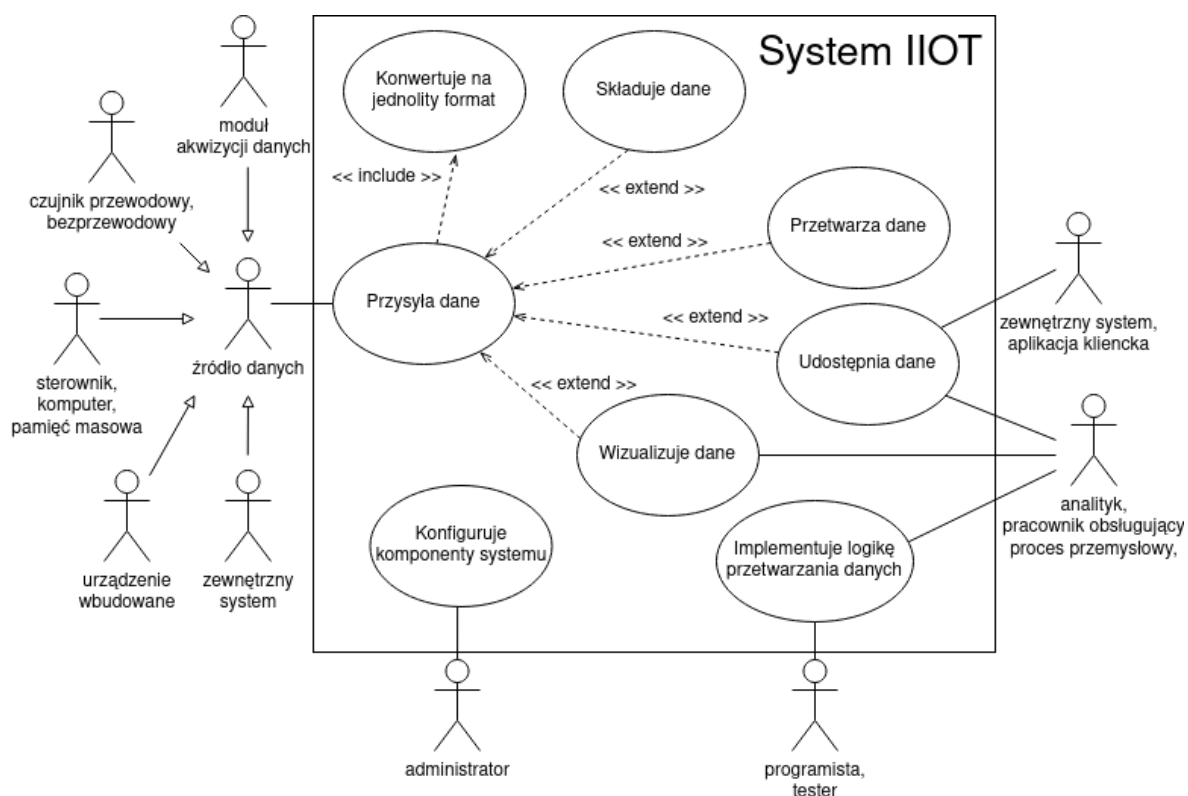 System IIOT
Konwertuje na
jednolity format
Składuje dane
moduł
akwizycji danych
<< include >>
czujnik przewodowy,
bezprzewodowy
<< extend >>
Przetwarza dane
<< extend >>
Przysyła dane
<< extend >>
zewnętrzny system,
aplikacja kliencka
źródło danych
Udostępnia dane
sterownik,
komputer,
pamięć masowa
<< extend >>
Wizualizuje dane
analityk,
pracownik obsługujący
proces przemysłowy,
Konfiguruje
komponenty systemu
Implementuje logikę
przetwarzania danych
urządzenie
wbudowane
zewnętrzny
system
administrator
programista,
tester